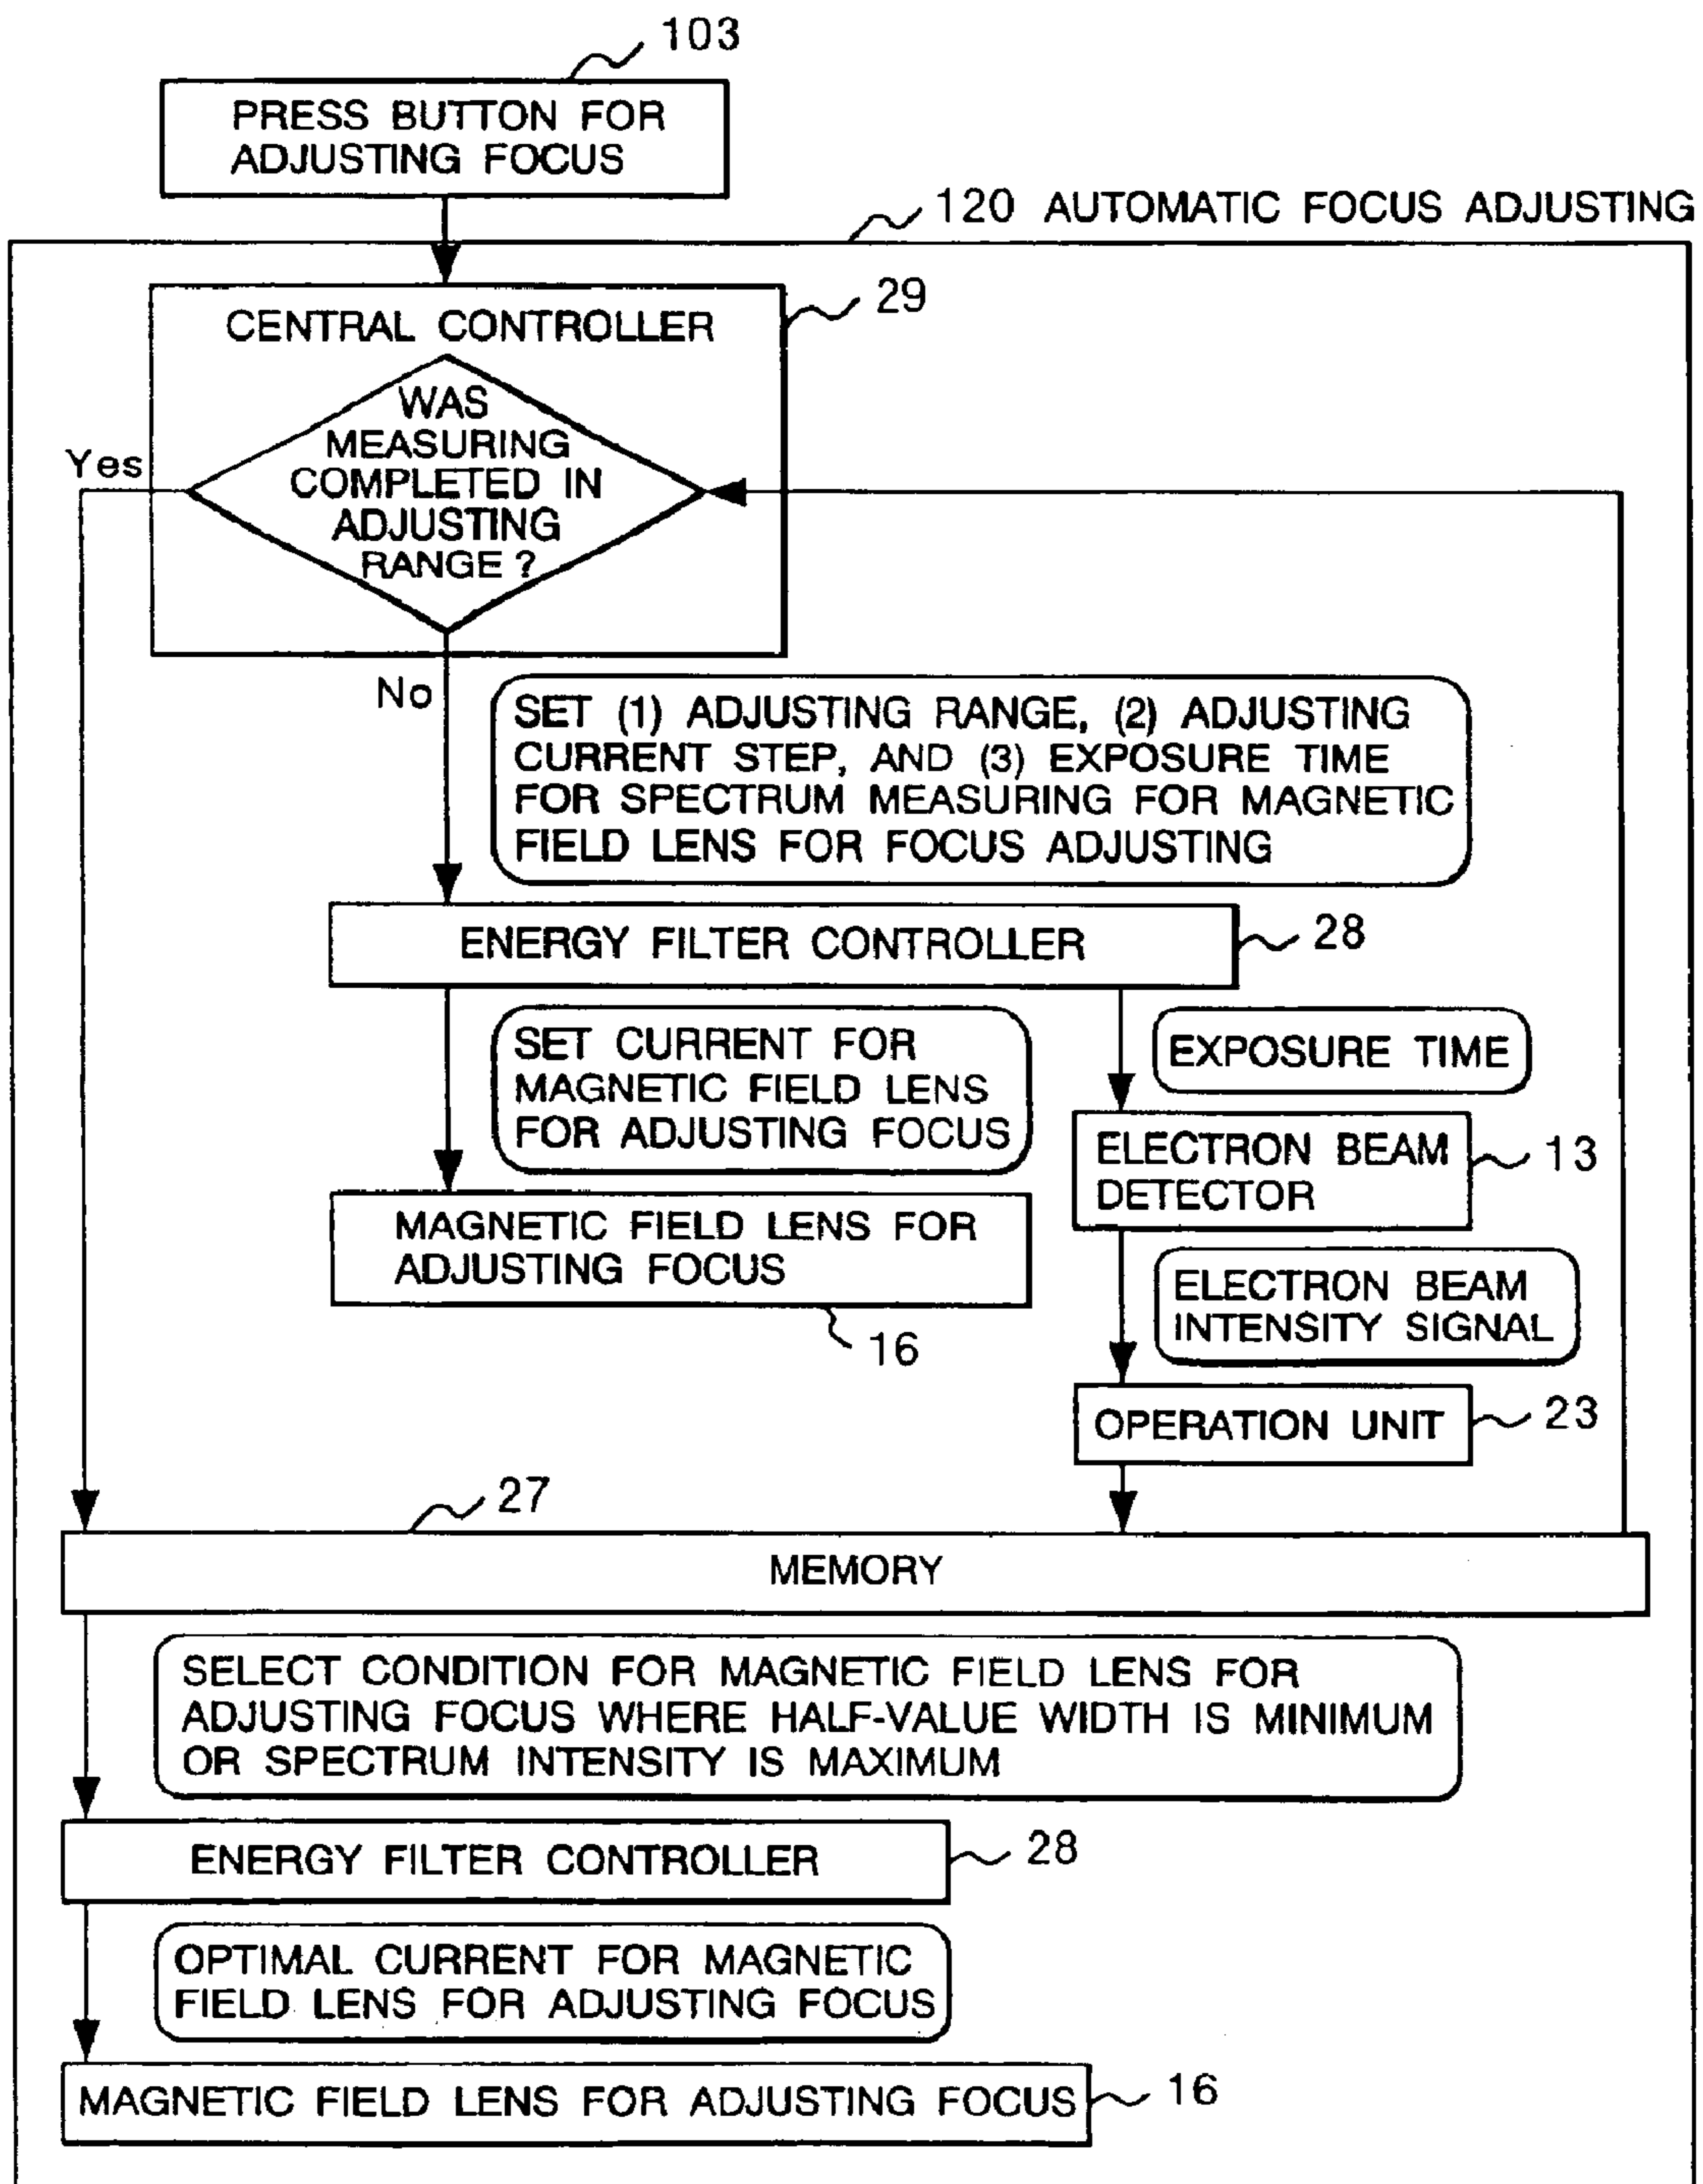 103
PRESS BUTTON FOR
ADJUSTING FOCUS
120 AUTOMATIC FOCUS ADJUSTING
29
CENTRAL CONTROLLER
WAS
MEASURING
COMPLETED IN
ADJUSTING
RANGE ?
Yes
No
SET (1) ADJUSTING RANGE, (2) ADJUSTING
CURRENT STEP, AND (3) EXPOSURE TIME
FOR SPECTRUM MEASURING FOR MAGNETIC
FIELD LENS FOR FOCUS ADJUSTING
ENERGY FILTER CONTROLLER
28
SET CURRENT FOR
MAGNETIC FIELD LENS
FOR ADJUSTING FOCUS
EXPOSURE TIME
MAGNETIC FIELD LENS FOR
ADJUSTING FOCUS
16
ELECTRON BEAM
DETECTOR
13
ELECTRON BEAM
INTENSITY SIGNAL
OPERATION UNIT
23
27
MEMORY
SELECT CONDITION FOR MAGNETIC FIELD LENS FOR
ADJUSTING FOCUS WHERE HALF-VALUE WIDTH IS MINIMUM
OR SPECTRUM INTENSITY IS MAXIMUM
ENERGY FILTER CONTROLLER
28
OPTIMAL CURRENT FOR MAGNETIC
FIELD LENS FOR ADJUSTING FOCUS
MAGNETIC FIELD LENS FOR ADJUSTING FOCUS
16